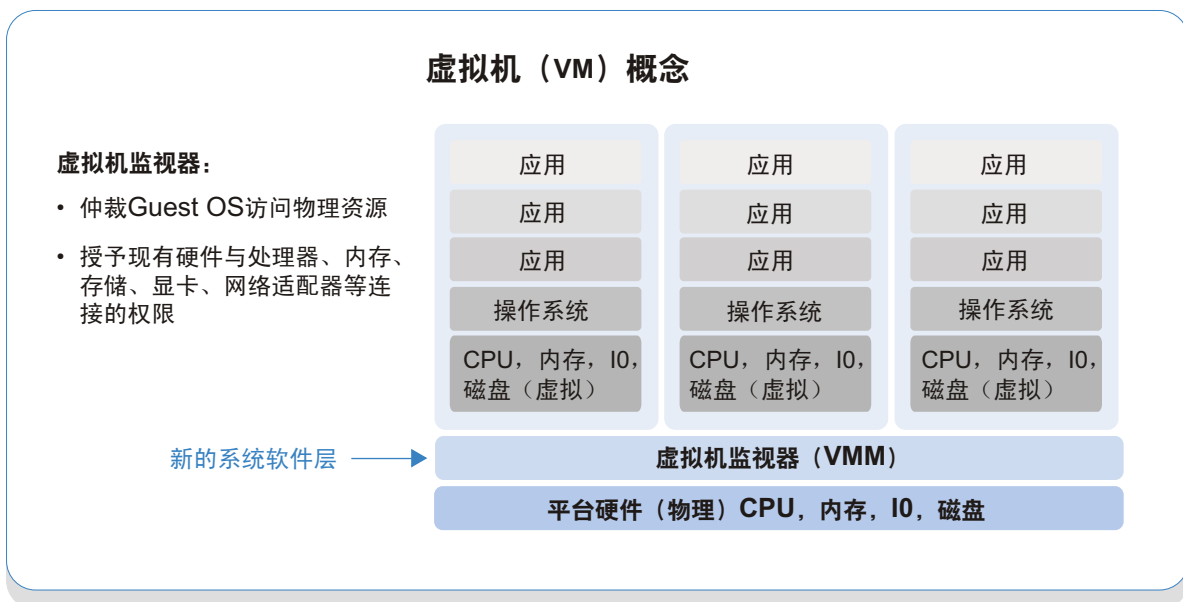 虚拟机（VM）概念
虚拟机监视器：
• 仲裁Guest OS访问物理资源
• 授予现有硬件与处理器、内存、
存储、显卡、网络适配器等连
接的权限
应用
应用
应用
操作系统
CPU，内存，I0，
磁盘（虚拟）
应用
应用
应用
操作系统
CPU，内存，I0，
磁盘（虚拟）
应用
应用
应用
操作系统
CPU，内存，I0，
磁盘（虚拟）
新的系统软件层
虚拟机监视器（VMM）
平台硬件（物理）CPU，内存，I0，磁盘